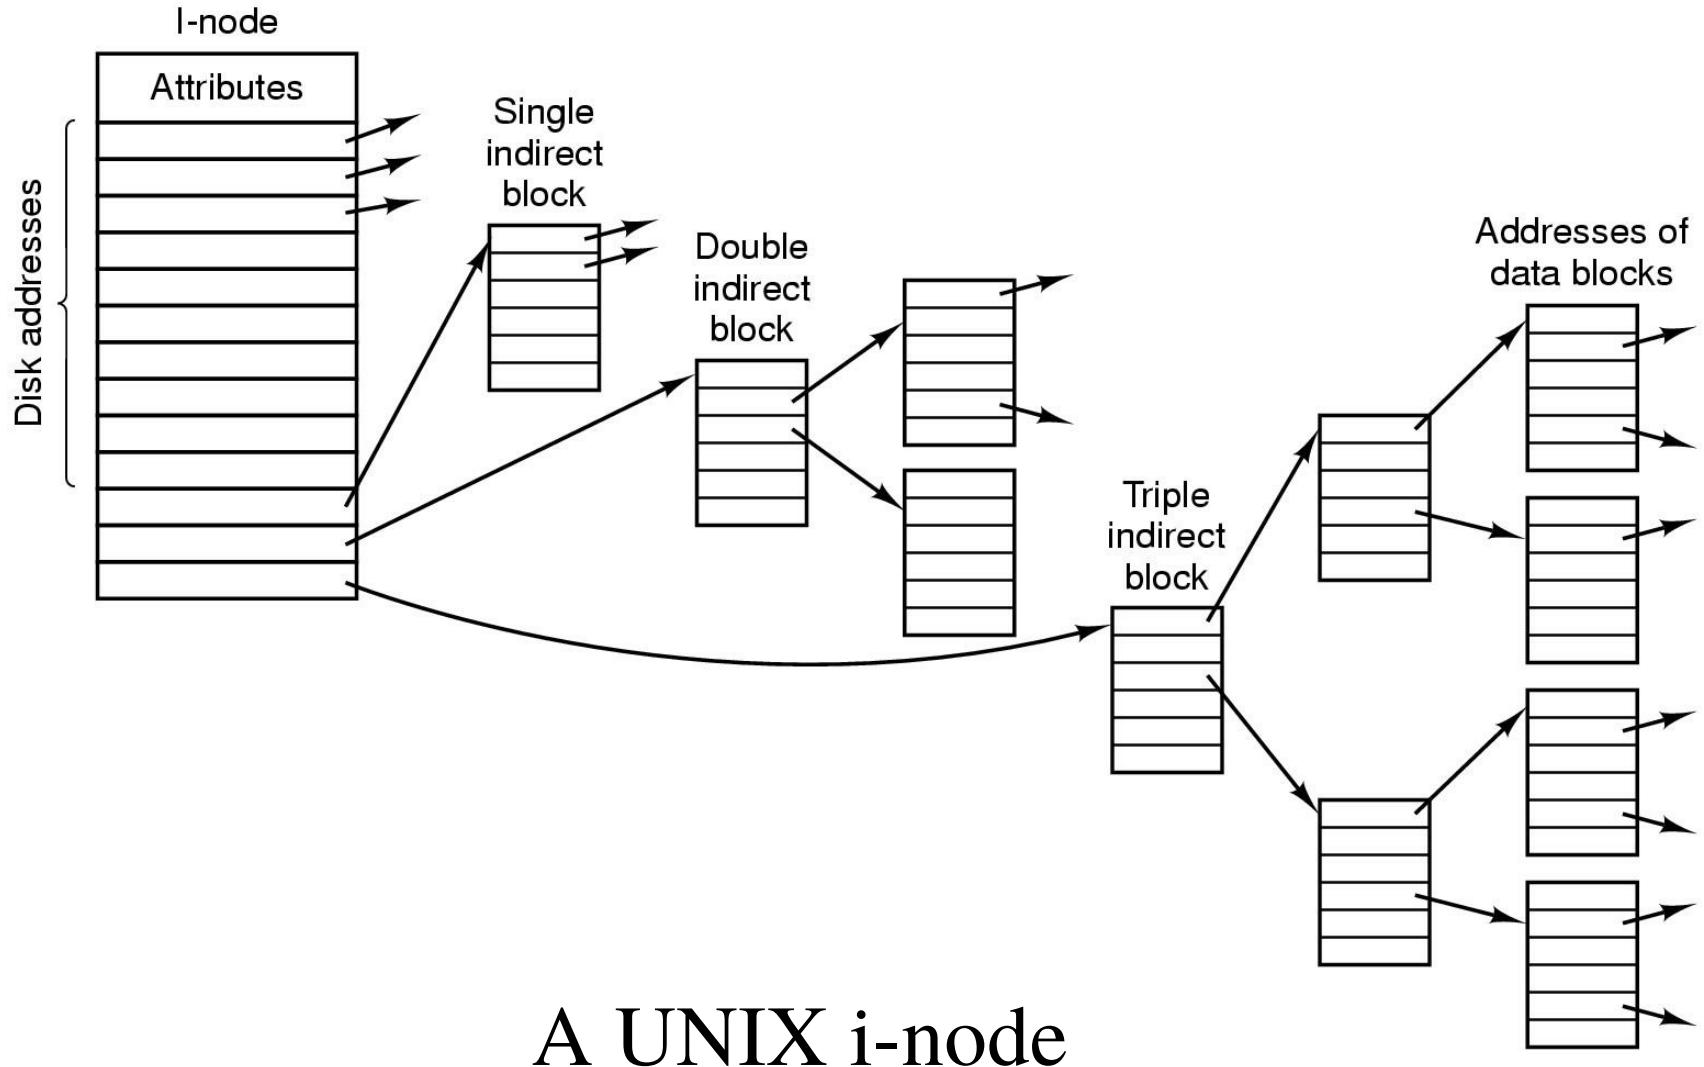 I-node
Attributes
Disk addresses
Single
indirect
block
Double
indirect
block
Triple
indirect
block
Addresses of
data blocks
A UNIX i-node